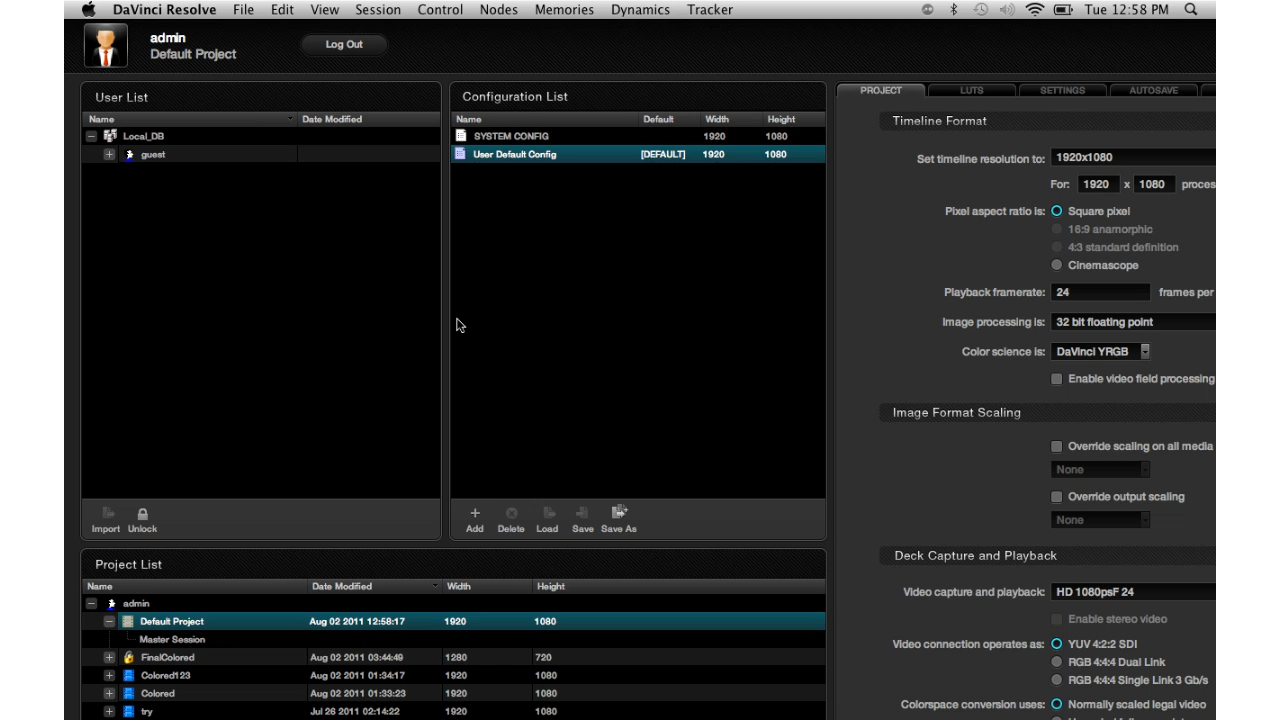 DaVinci Resolve File Edit View Session Control Nodes Memories Dynamics Tracker Tue 12:58 PM
admin
Default Project
Log Out
User List
Name Date Modified
Local_DB
guest
Import Unlock
Configuration List
Name Default Width Height
SYSTEM CONFIG 1920 1080
User Default Config [DEFAULT] 1920 1080
Add Delete Load Save Save As
Project List
Name Date Modified Width Height
admin
Default Project Aug 02 2011 12:58:17 1920 1080
Master Session
FinalColored Aug 02 2011 03:44:49 1280 720
Colored123 Aug 02 2011 01:34:17 1920 1080
Colored Aug 02 2011 01:33:23 1920 1080
try Jul 26 2011 02:14:22 1920 1080
PROJECT LUTS SETTINGS AUTOSAVE
Timeline Format
Set timeline resolution to: 1920x1080
For: 1920 x 1080 proces
Pixel aspect ratio is: Square pixel
16:9 anamorphic
4:3 standard definition
Cinemascope
Playback framerate: 24 frames per
Image processing is: 32 bit floating point
Color science is: DaVinci YRGB
Enable video field processing
Image Format Scaling
Override scaling on all media
None
Override output scaling
None
Deck Capture and Playback
Video capture and playback: HD 1080psF 24
Enable stereo video
Video connection operates as: YUV 4:2:2 SDI
RGB 4:4:4 Dual Link
RGB 4:4:4 Single Link 3 Gb/s
Colorspace conversion uses: Normally scaled legal video